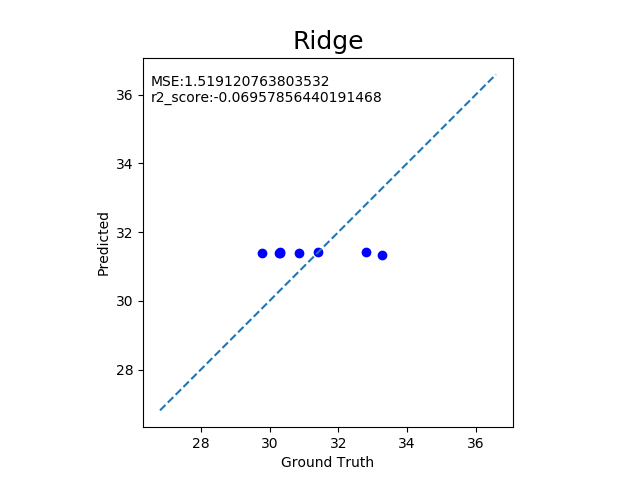 Ridge
MSE:1.519120763803532
r2_score:-0.06957856440191468
36
34
32
30
28
Predicted
28 30 32 34 36
Ground Truth